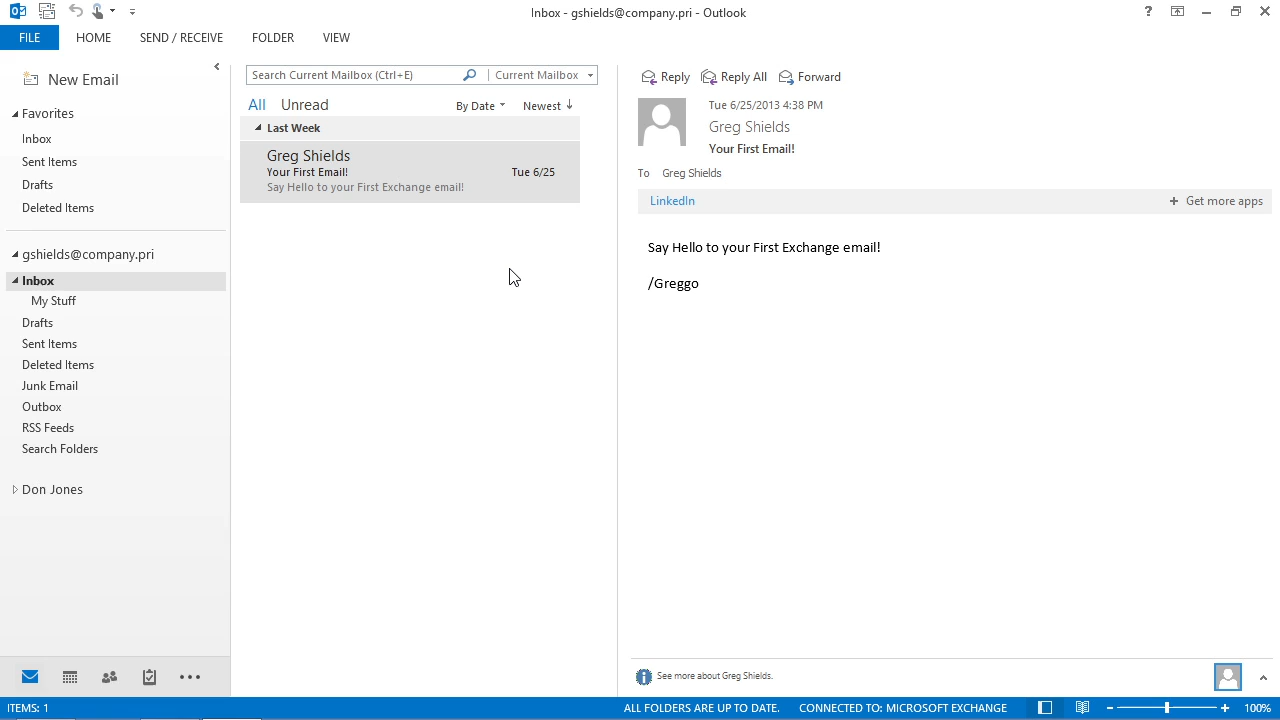 Inbox - gshields@company.pri - Outlook
?
FILE HOME SEND / RECEIVE FOLDER VIEW
New Email
Favorites
Inbox
Sent Items
Drafts
Deleted Items
gshields@company.pri
Inbox
My Stuff
Drafts
Sent Items
Deleted Items
Junk Email
Outbox
RSS Feeds
Search Folders
Don Jones
Search Current Mailbox (Ctrl+E) Current Mailbox
All Unread By Date Newest
Last Week
Greg Shields
Your First Email! Tue 6/25
Say Hello to your First Exchange email!
Reply Reply All Forward
Tue 6/25/2013 4:38 PM
Greg Shields
Your First Email!
To Greg Shields
LinkedIn + Get more apps
Say Hello to your First Exchange email!
/Greggo
See more about Greg Shields.
ITEMS: 1 ALL FOLDERS ARE UP TO DATE. CONNECTED TO: MICROSOFT EXCHANGE 100%